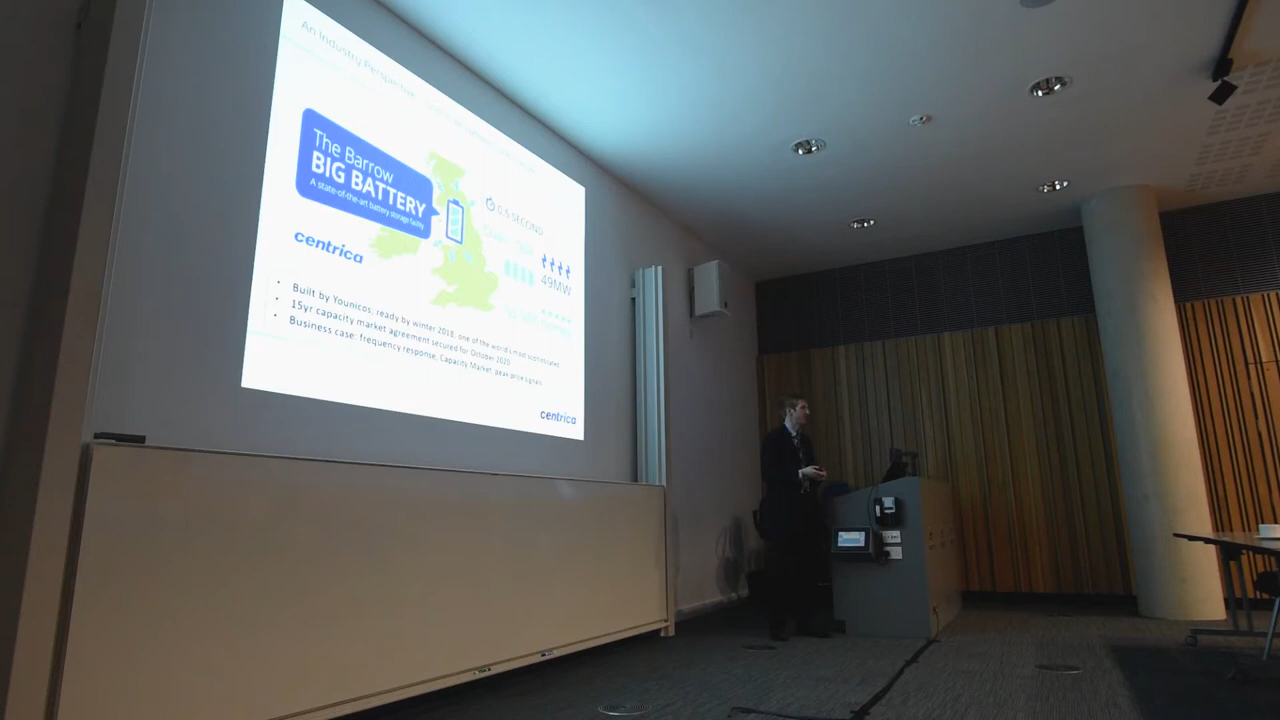 An Industry Perspective
The Barrow
BIG BATTERY
A state-of-the-art battery storage facility
0.5 SECOND
49MW
centrica
• Built by Younicos, ready by winter 2018, one of the world's most sophisticated
• 15yr capacity market agreement secured for October 2020
• Business case: frequency response, Capacity Market, peak price signals
centrica